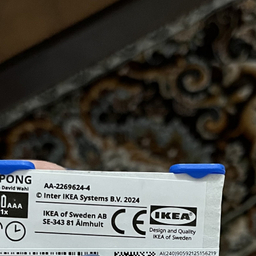 PONG
David Wahl
0 AAA
1x
AA-2269624-4
© Inter IKEA Systems B.V. 2024
IKEA of Sweden AB
SE-343 81 Älmhult
CE
IKEA
Design and Quality
IKEA of Sweden